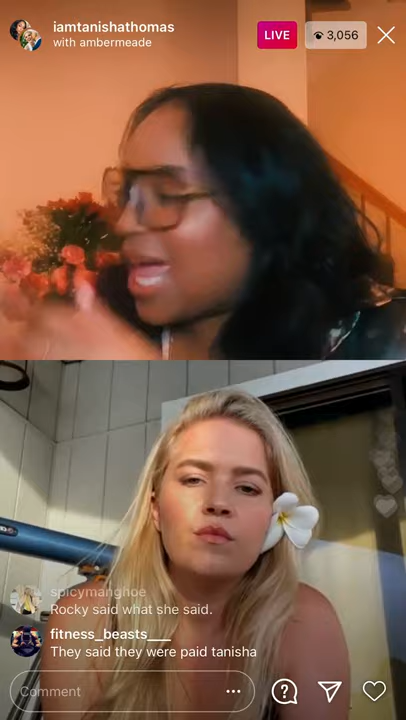 iamtanishathomas
with ambermeade
LIVE
3,056
spicymanghoe
Rocky said what she said.
fitness_beasts___
They said they were paid tanisha
Comment